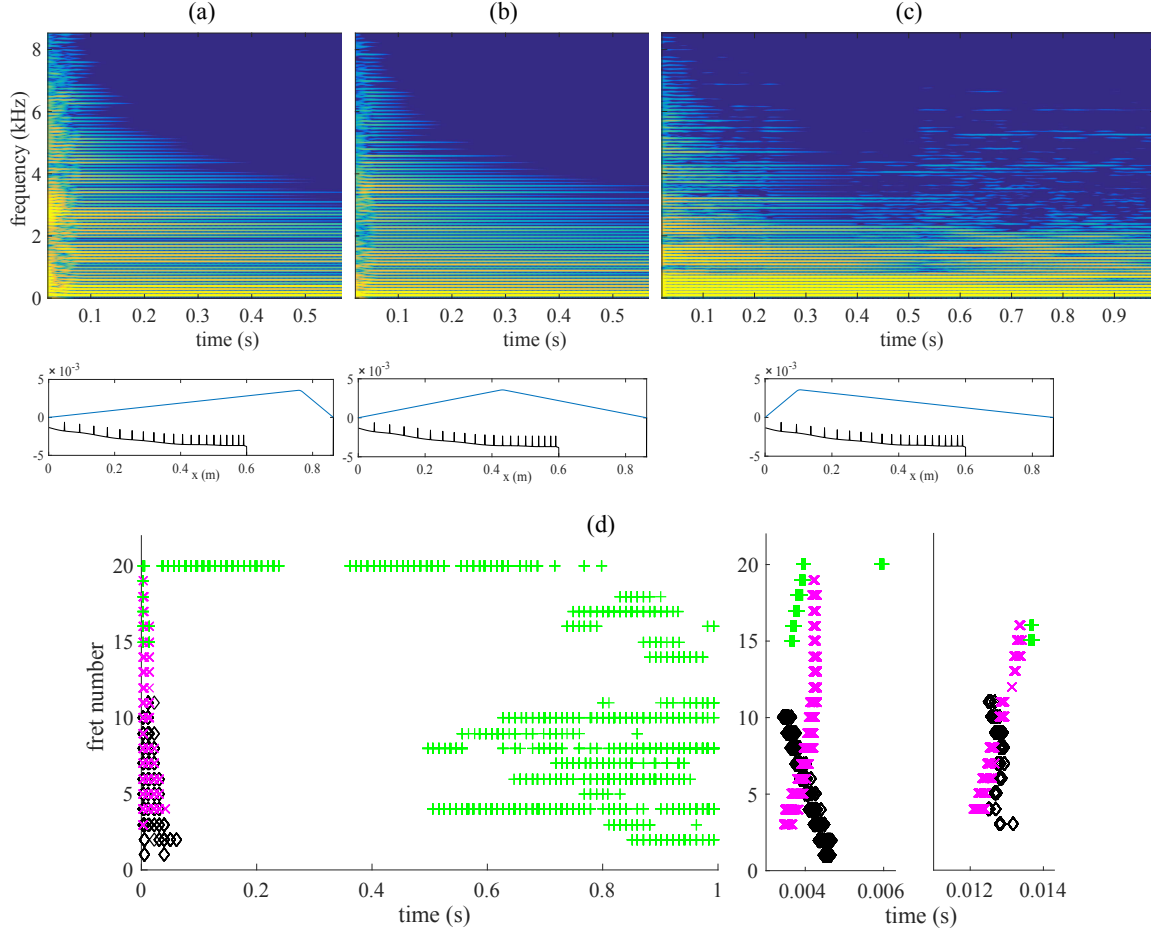 (a) (b) (c)
8
6
4
2
0
frequency (kHz)
0.1 0.2 0.3 0.4 0.5
0.1 0.2 0.3 0.4 0.5
0.1 0.2 0.3 0.4 0.5 0.6 0.7 0.8 0.9
time (s) time (s) time (s)
× 10⁻³ × 10⁻³ × 10⁻³
5 5 5
0 0 0
-5 -5 -5
0 0.2 0.4 0.6 0.8
0 0.2 0.4 0.6 0.8
0 0.2 0.4 0.6 0.8
x (m) x (m) x (m)
(d)
20 20
15 15
10 10
5 5
0 0
fret number
0 0.2 0.4 0.6 0.8 1
0.004 0.006
0.012 0.014
time (s) time (s)